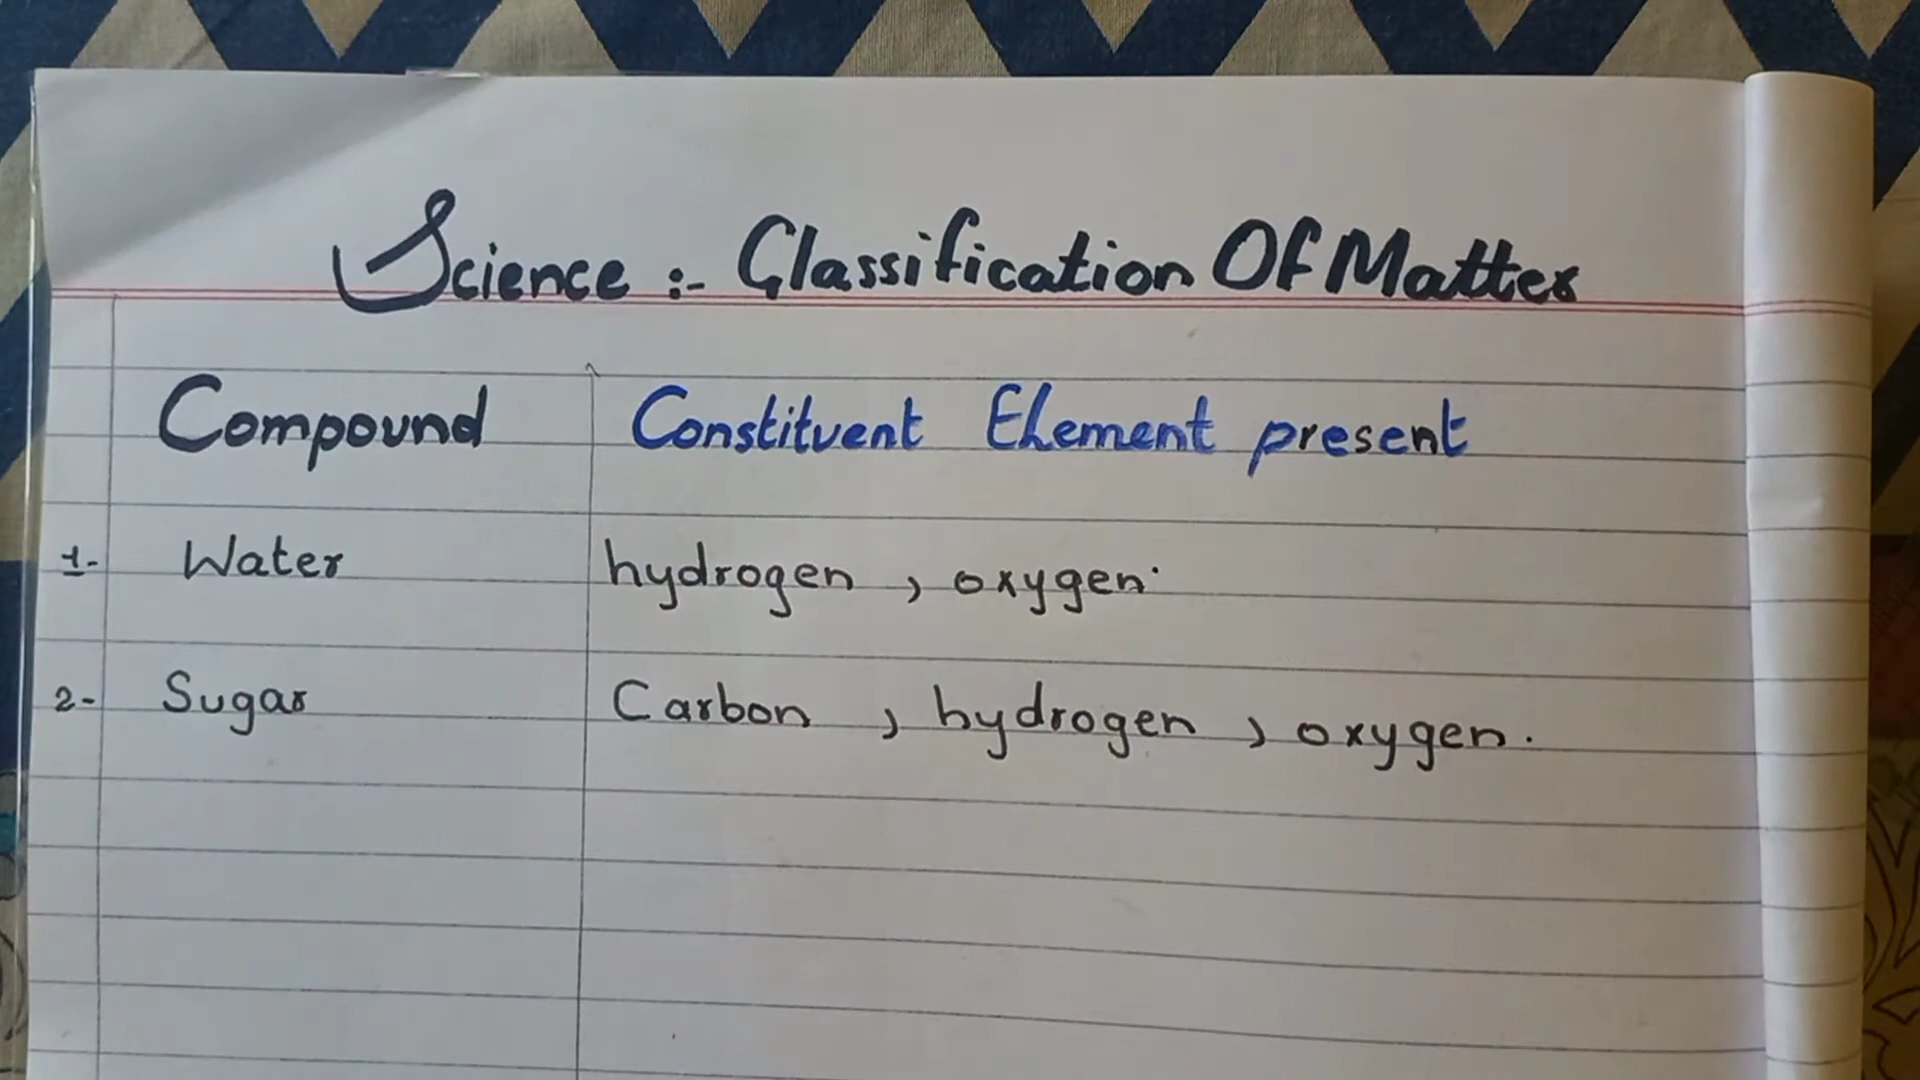 Science :- Classification Of Matter
Compound Constituent Element present
1- Water hydrogen , oxygen.
2- Sugar Carbon , hydrogen , oxygen.